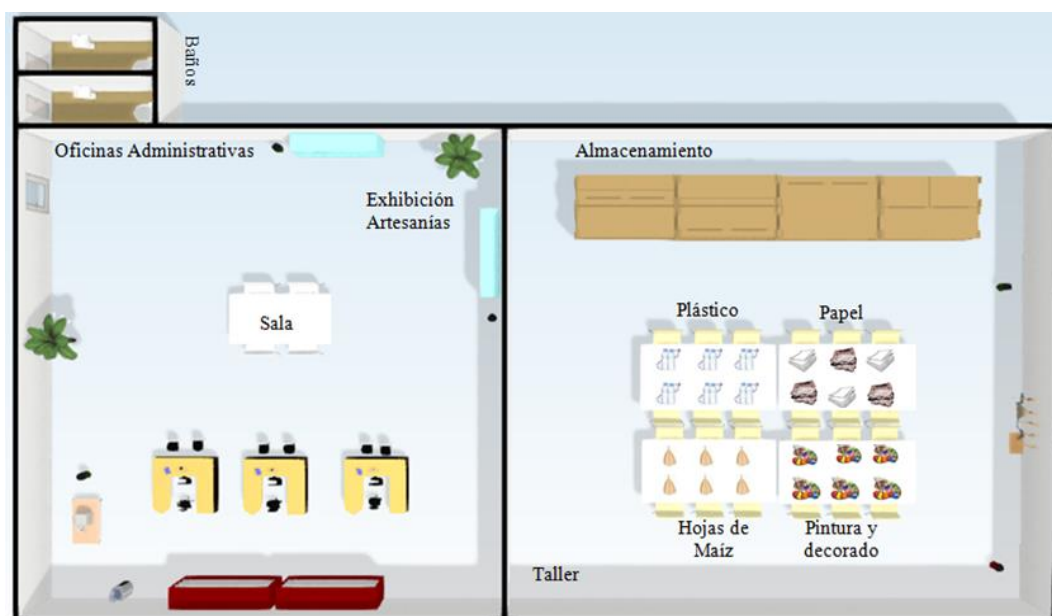 Baños
Oficinas Administrativas
Almacenamiento
Exhibición
Artesanías
Sala
Plástico
Papel
Hojas de
Maíz
Pintura y
decorado
Taller